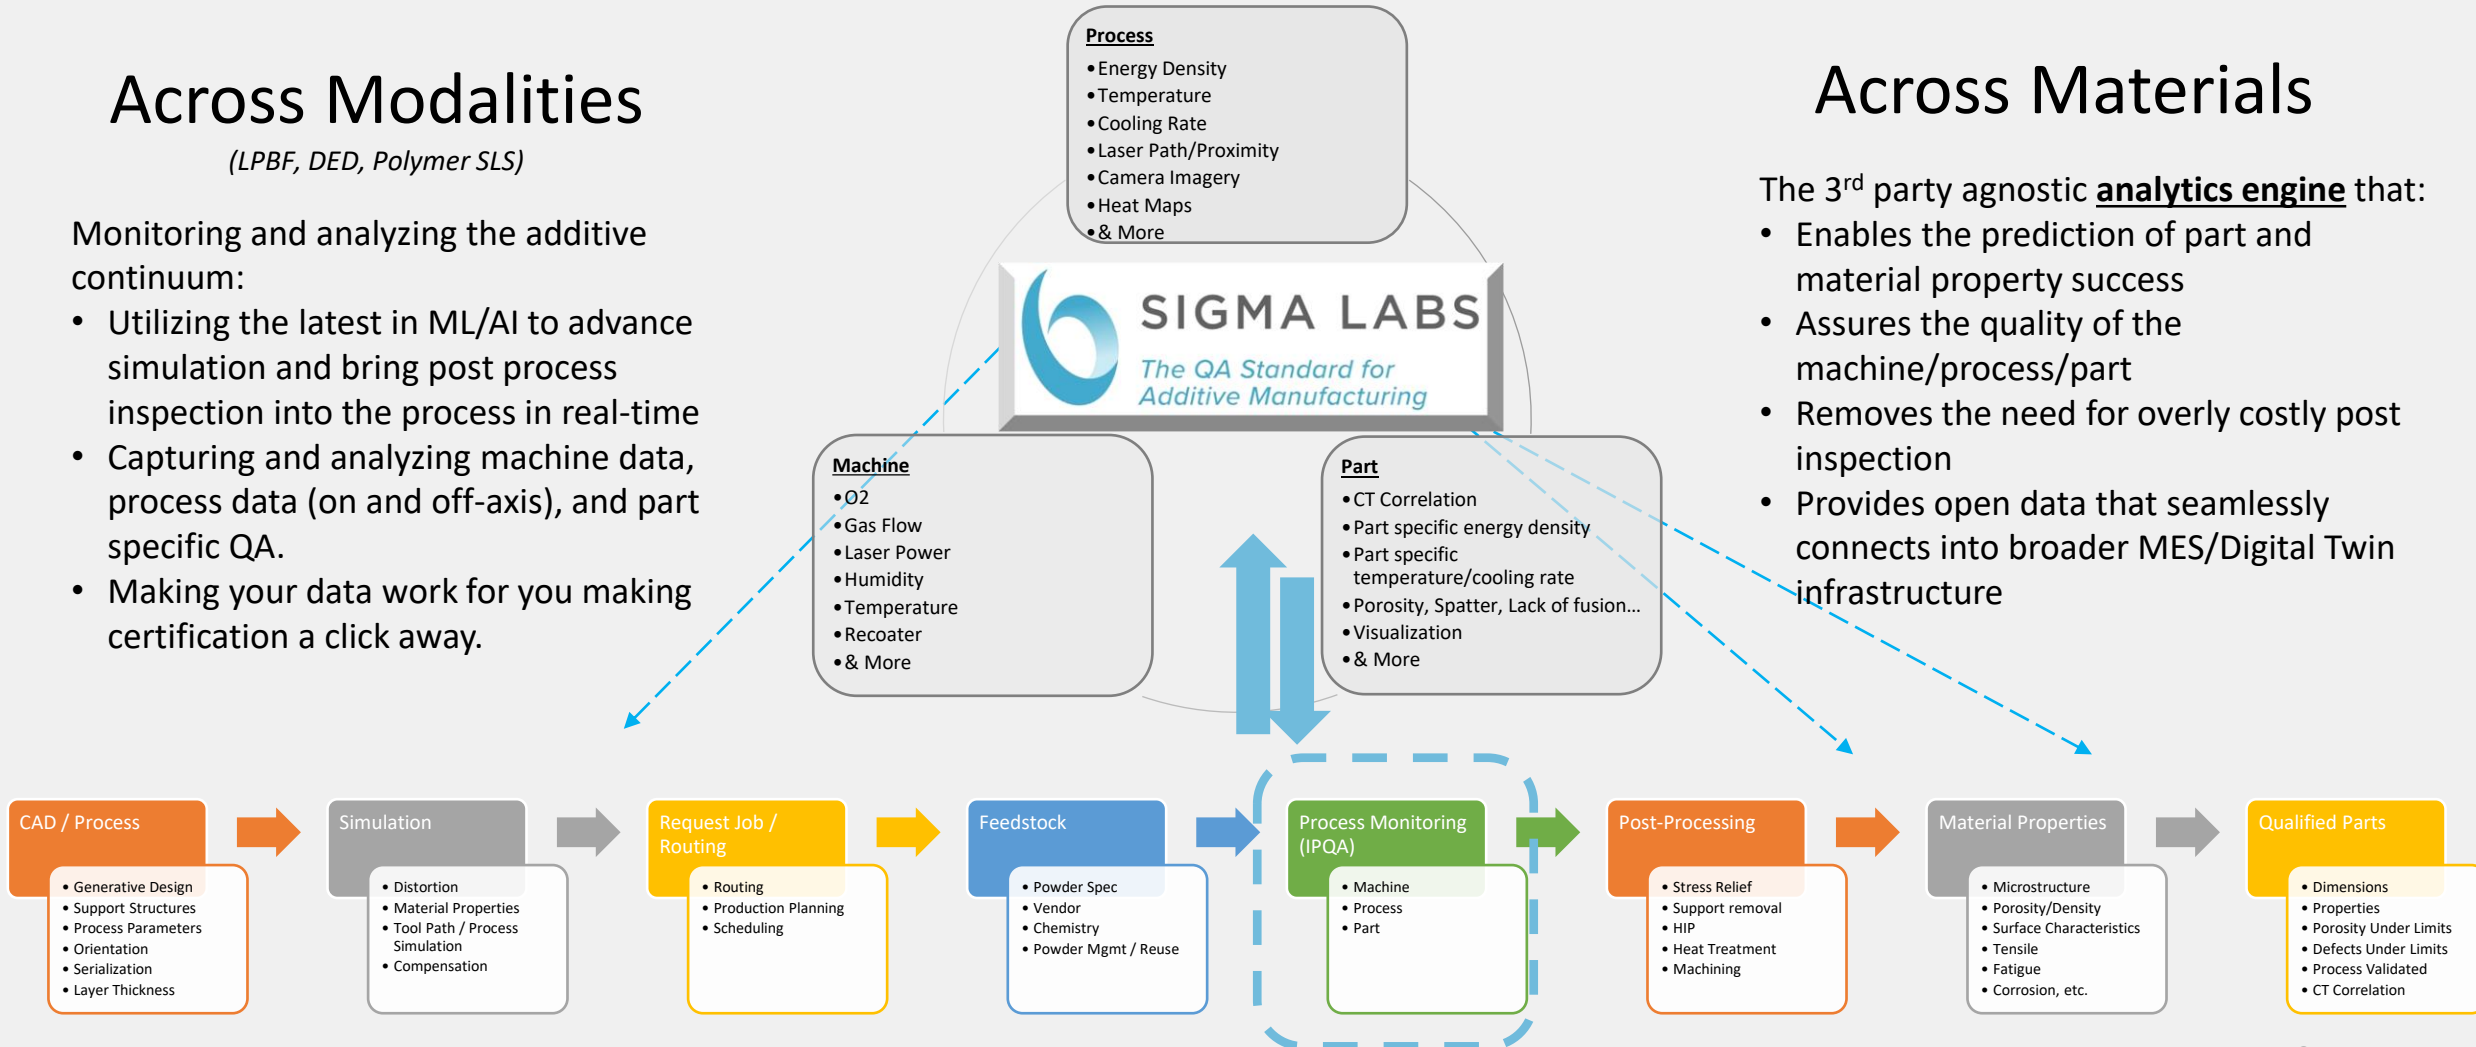 Across Modalities
(LPBF, DED, Polymer SLS)
Monitoring and analyzing the additive
continuum:
• Utilizing the latest in ML/AI to advance
simulation and bring post process
inspection into the process in real-time
• Capturing and analyzing machine data,
process data (on and off-axis), and part
specific QA.
• Making your data work for you making
certification a click away.
Process
• Energy Density
• Temperature
• Cooling Rate
• Laser Path/Proximity
• Camera Imagery
• Heat Maps
• & More
SIGMA LABS
The QA Standard for
Additive Manufacturing
Machine
• O2
• Gas Flow
• Laser Power
• Humidity
• Temperature
• Recoater
• & More
Part
• CT Correlation
• Part specific energy density
• Part specific
temperature/cooling rate
• Porosity, Spatter, Lack of fusion...
• Visualization
• & More
Across Materials
The 3rd party agnostic analytics engine that:
• Enables the prediction of part and
material property success
• Assures the quality of the
machine/process/part
• Removes the need for overly costly post
inspection
• Provides open data that seamlessly
connects into broader MES/Digital Twin
infrastructure
CAD / Process
• Generative Design
• Support Structures
• Process Parameters
• Orientation
• Serialization
• Layer Thickness
Simulation
• Distortion
• Material Properties
• Tool Path / Process
Simulation
• Compensation
Request Job /
Routing
• Routing
• Production Planning
• Scheduling
Feedstock
• Powder Spec
• Vendor
• Chemistry
• Powder Mgmt / Reuse
Process Monitoring
(IPQA)
• Machine
• Process
• Part
Post-Processing
• Stress Relief
• Support removal
• HIP
• Heat Treatment
• Machining
Material Properties
• Microstructure
• Porosity/Density
• Surface Characteristics
• Tensile
• Fatigue
• Corrosion, etc.
Qualified Parts
• Dimensions
• Properties
• Porosity Under Limits
• Defects Under Limits
• Process Validated
• CT Correlation